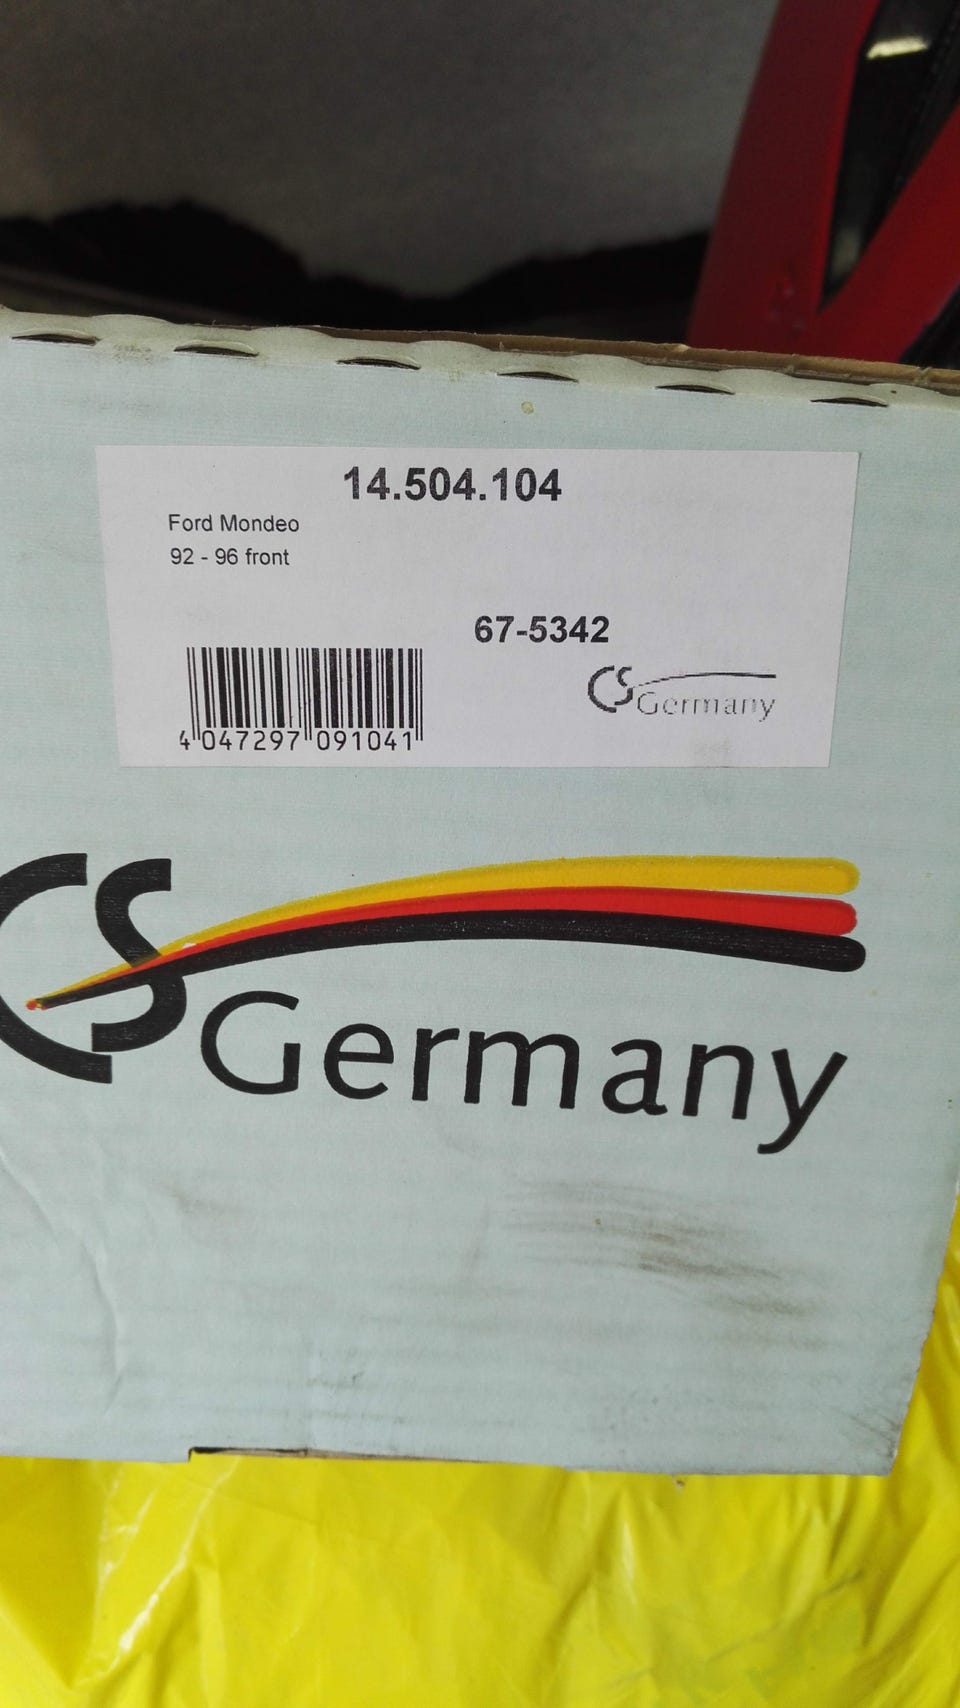 14.504.104
Ford Mondeo
92 - 96 front
67-5342
CS Germany
4 047297 091041
CS Germany